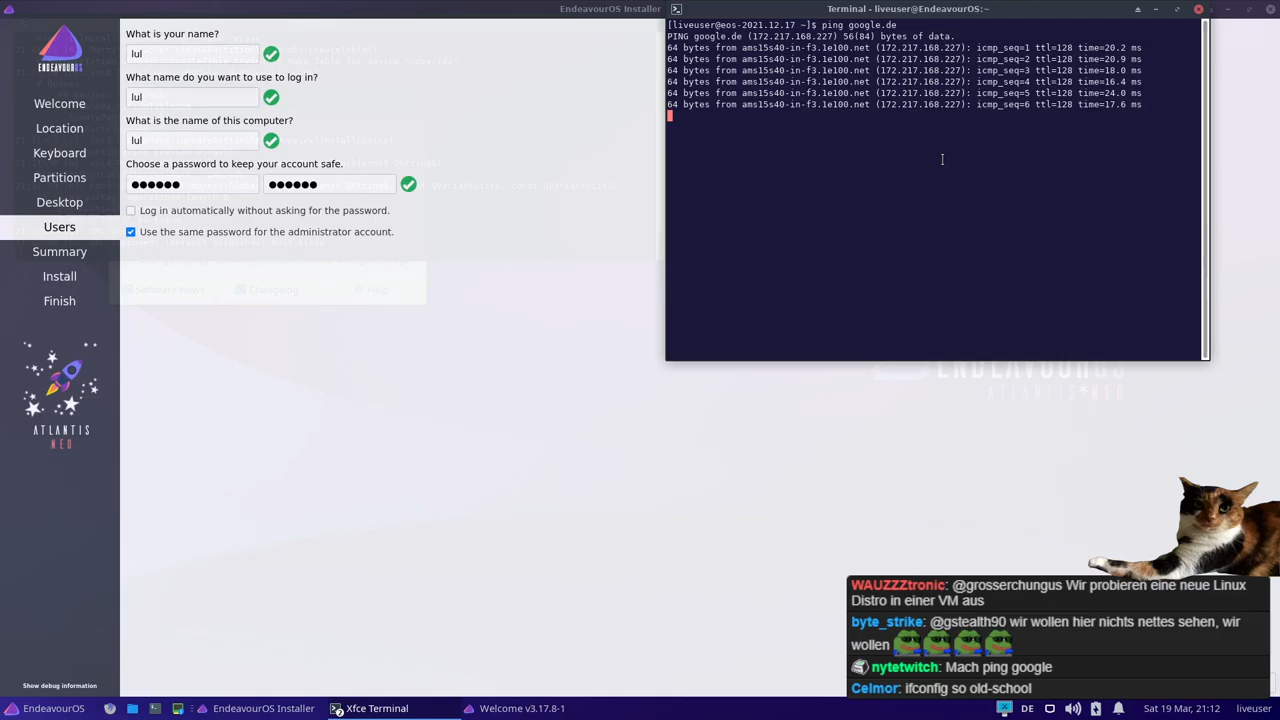 EndeavourOS Installer
Terminal - liveuser@EndeavourOS:~
ENDEAVOUROS
Welcome
Location
Keyboard
Partitions
Desktop
Users
Summary
Install
Finish
ATLANTIS
NEO
Show debug information
What is your name?
lul
What name do you want to use to log in?
lul
What is the name of this computer?
lul
Choose a password to keep your account safe.
●●●●●● ●●●●●●
Log in automatically without asking for the password.
Use the same password for the administrator account.
Software News Changelog Help
[liveuser@eos-2021.12.17 ~]$ ping google.de
PING google.de (172.217.168.227) 56(84) bytes of data.
64 bytes from ams15s40-in-f3.1e100.net (172.217.168.227): icmp_seq=1 ttl=128 time=20.2 ms
64 bytes from ams15s40-in-f3.1e100.net (172.217.168.227): icmp_seq=2 ttl=128 time=20.9 ms
64 bytes from ams15s40-in-f3.1e100.net (172.217.168.227): icmp_seq=3 ttl=128 time=18.0 ms
64 bytes from ams15s40-in-f3.1e100.net (172.217.168.227): icmp_seq=4 ttl=128 time=16.4 ms
64 bytes from ams15s40-in-f3.1e100.net (172.217.168.227): icmp_seq=5 ttl=128 time=24.0 ms
64 bytes from ams15s40-in-f3.1e100.net (172.217.168.227): icmp_seq=6 ttl=128 time=17.6 ms
ENDEAVOUROS
ATLANTIS*NEO
WAUZZZtronic: @grosserchungus Wir probieren eine neue Linux
Distro in einer VM aus
byte_strike: @gstealth90 wir wollen hier nichts nettes sehen, wir
wollen
nytetwitch: Mach ping google
Celmor: ifconfig so old-school
EndeavourOS EndeavourOS Installer Xfce Terminal Welcome v3.17.8-1 DE Sat 19 Mar, 21:12 liveuser